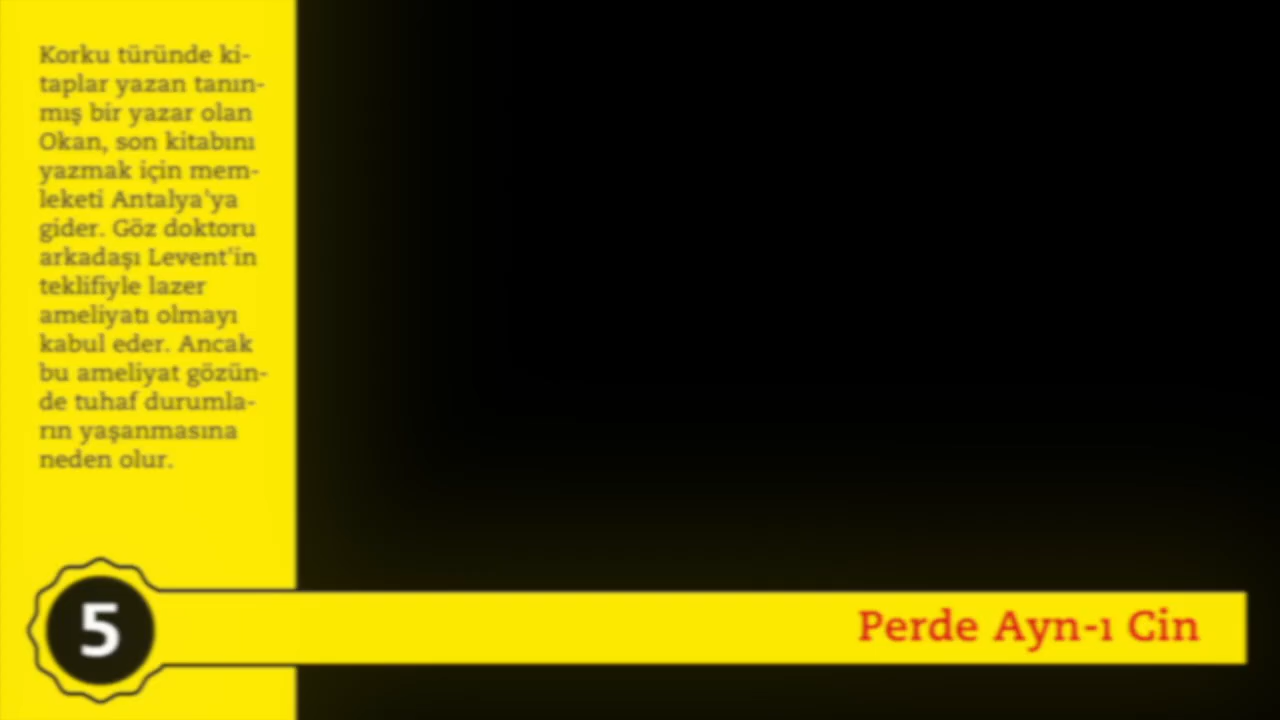 Korku türünde ki-
taplar yazan tanın-
mış bir yazar olan
Okan, son kitabını
yazmak için mem-
leketi Antalya'ya
gider. Göz doktoru
arkadaşı Levent'in
teklifiyle lazer
ameliyatı olmayı
kabul eder. Ancak
bu ameliyat gözün-
de tuhaf durumla-
rın yaşanmasına
neden olur.
5
Perde Ayn-ı Cin